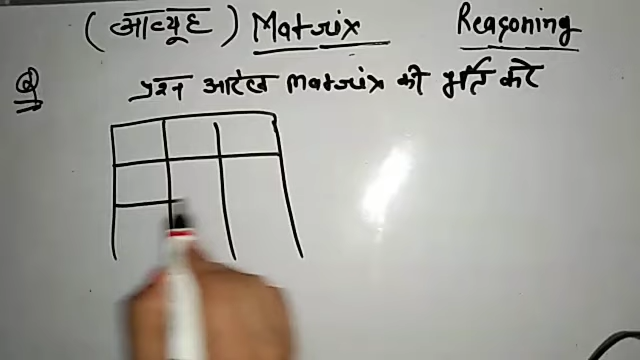 (आव्यूह) Matrix Reasoning
Q प्रश्न आरेख Matrix की पूर्ति करे